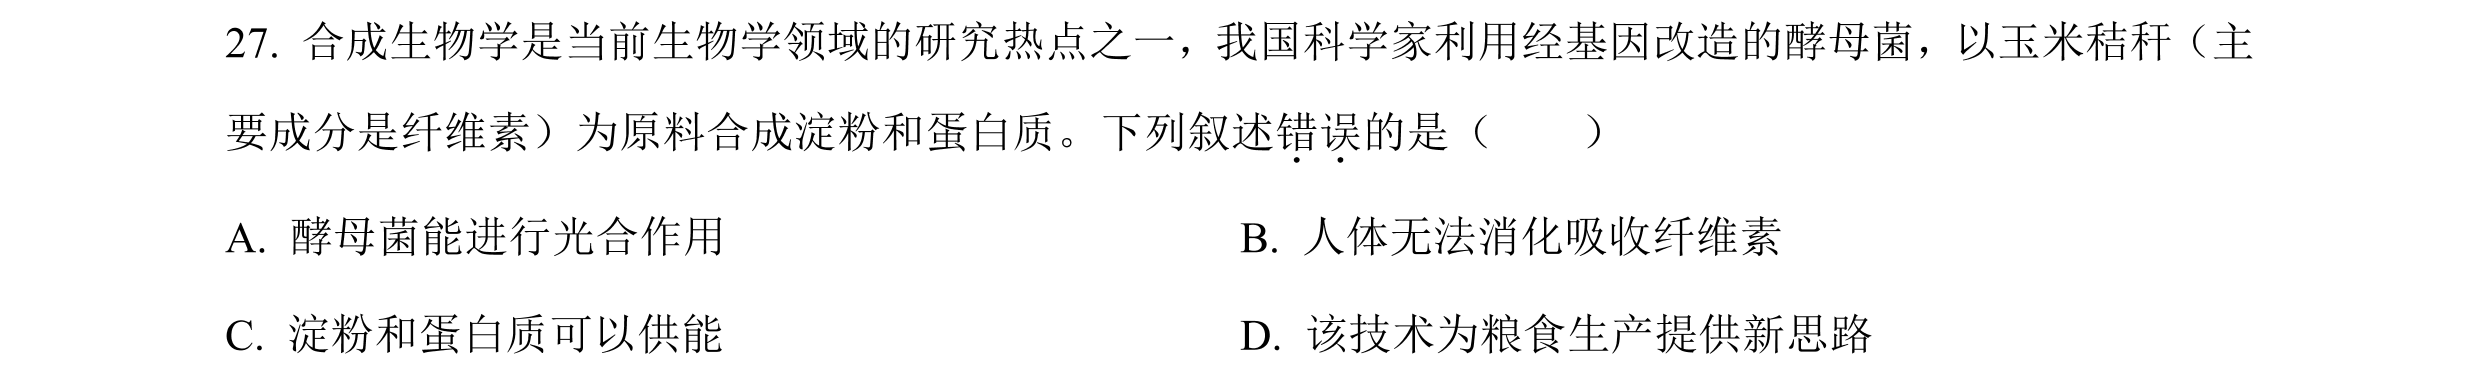 27. 合成生物学是当前生物学领域的研究热点之一，我国科学家利用经基因改造的酵母菌，以玉米秸秆（主
要成分是纤维素）为原料合成淀粉和蛋白质。下列叙述错误的是（　　）
A. 酵母菌能进行光合作用　　B. 人体无法消化吸收纤维素
C. 淀粉和蛋白质可以供能　　D. 该技术为粮食生产提供新思路